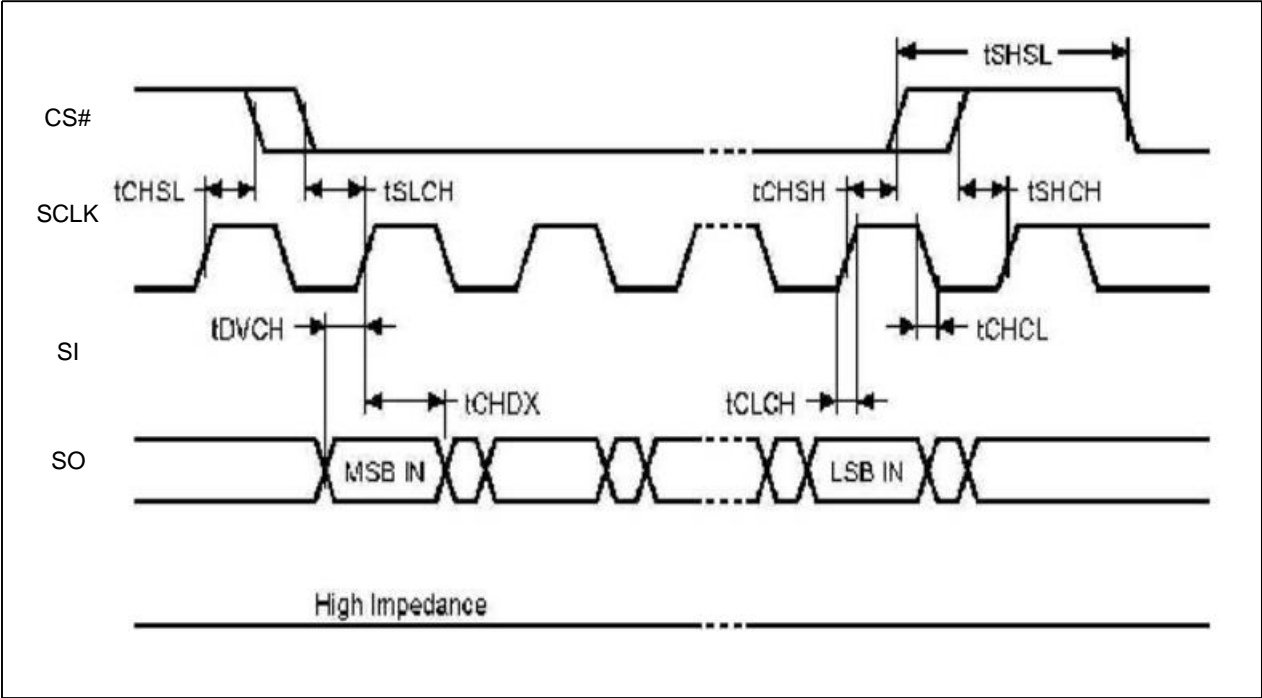 tSHSL
CS#
tCHSL
tSLCH
tCHSH
tSHCH
SCLK
tDVCH
tCHCL
SI
tCHDX
tCLCH
SO
MSB IN
LSB IN
High Impedance